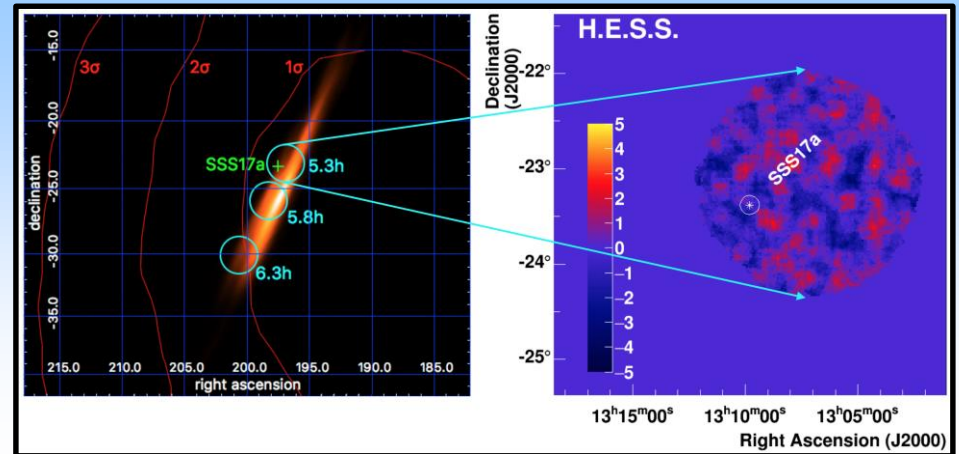 3σ
2σ
1σ
-15.0
-20.0
-25.0
-30.0
-35.0
declination
SSS17a
5.3h
5.8h
6.3h
215.0
210.0
205.0
200.0
195.0
190.0
185.0
right ascension
H.E.S.S.
Declination
(J2000)
-22°
-23°
-24°
-25°
5
4
3
2
1
0
-1
-2
-3
-4
-5
SSS17a
13h15m00s
13h10m00s
13h05m00s
Right Ascension (J2000)